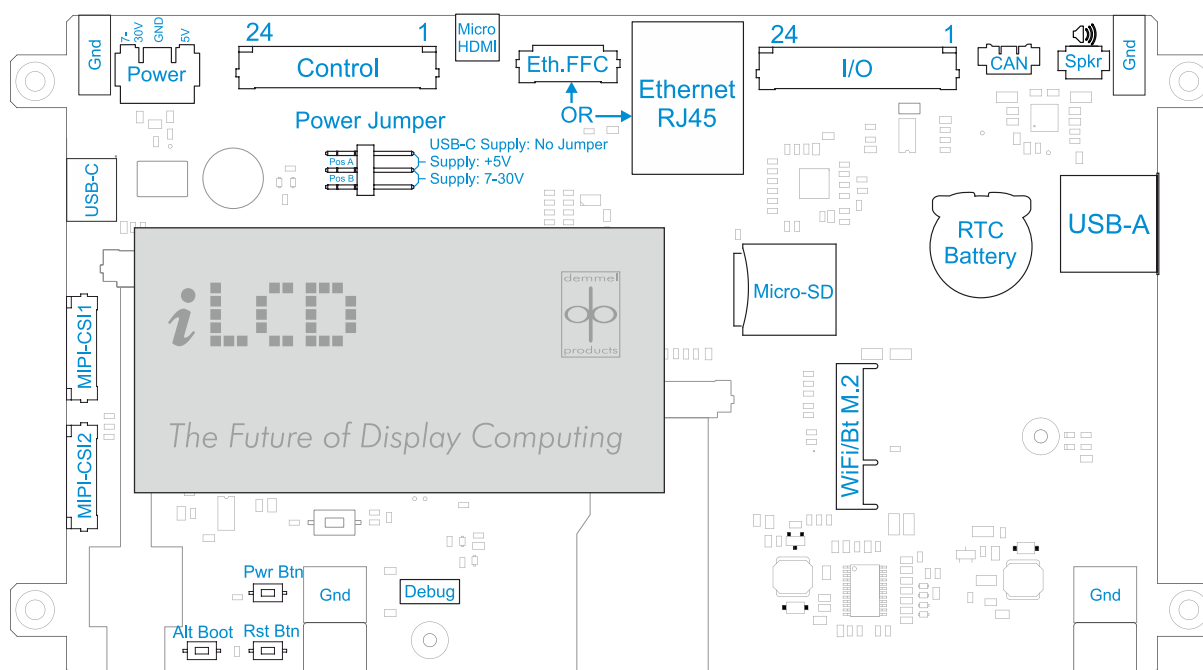 Gnd
7-
30V
GND
5V
Power
24
1
Control
Micro
HDMI
Eth.FFC
OR
Ethernet
RJ45
24
1
I/O
CAN
Spkr
Gnd
Power Jumper
USB-C Supply: No Jumper
Pos A
Supply: +5V
Pos B
Supply: 7-30V
USB-C
RTC
Battery
USB-A
iLCD
demmel
dp
products
Micro-SD
MIPI-CSI1
MIPI-CSI2
The Future of Display Computing
WiFi/Bt M.2
Pwr Btn
Gnd
Debug
Gnd
Alt Boot
Rst Btn